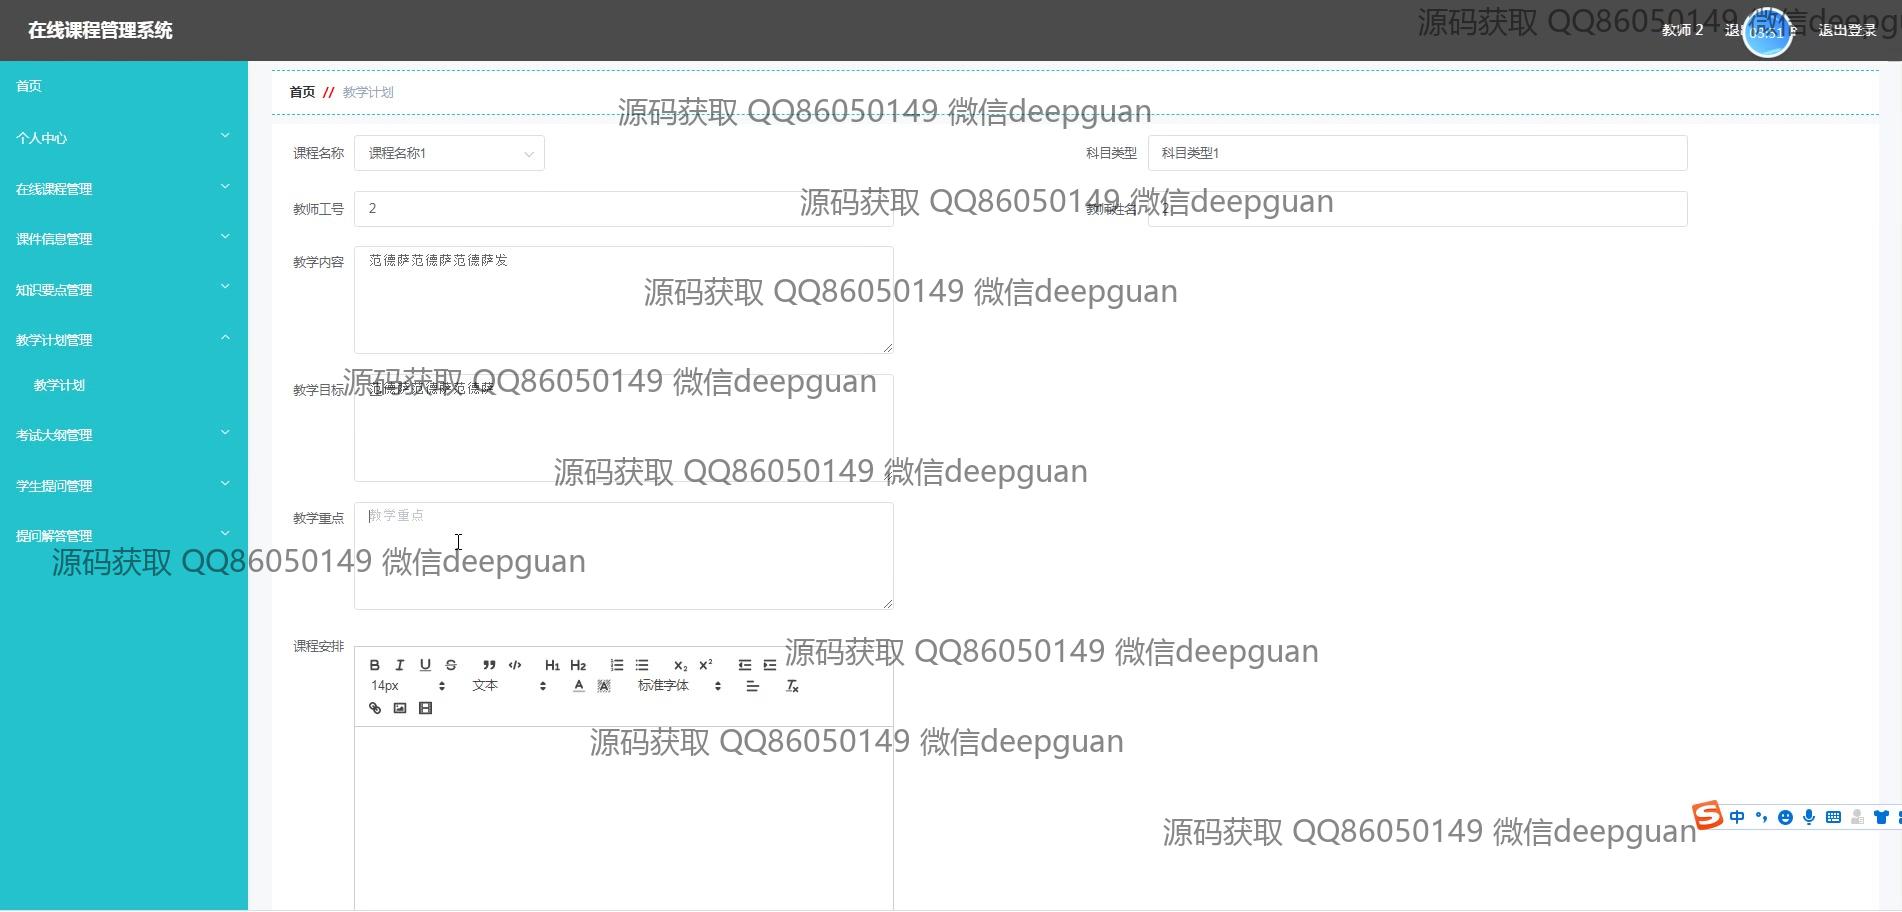 在线课程管理系统
教师 2
退出登录
源码获取 QQ86050149 微信deepg
03:31
首页
个人中心
在线课程管理
课件信息管理
知识要点管理
教学计划管理
教学计划
考试大纲管理
学生提问管理
提问解答管理
首页 // 教学计划
源码获取 QQ86050149 微信deepguan
课程名称 课程名称1
科目类型 科目类型1
教师工号 2
教师姓名 2
源码获取 QQ86050149 微信deepguan
教学内容 范德萨范德萨范德萨发
源码获取 QQ86050149 微信deepguan
教学目标 范德萨范德萨范德萨
源码获取 QQ86050149 微信deepguan
源码获取 QQ86050149 微信deepguan
教学重点 教学重点
源码获取 QQ86050149 微信deepguan
课程安排
源码获取 QQ86050149 微信deepguan
B I U S H1 H2 X2 X2
14px 文本 A A 标准字体
源码获取 QQ86050149 微信deepguan
中
源码获取 QQ86050149 微信deepguan